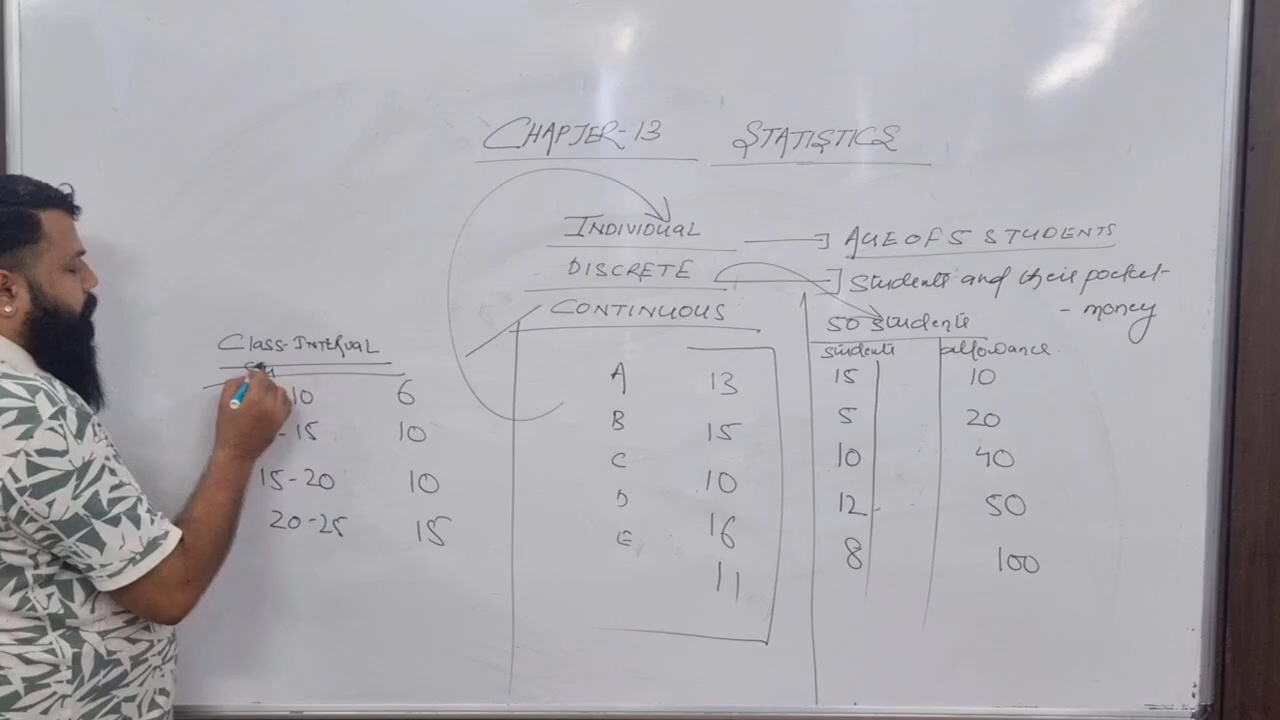 CHAPTER-13 STATISTICS
INDIVIDUAL
AGE OF 5 STUDENTS
DISCRETE
Students and their pocket-
- money
CONTINUOUS
50 students
students allowance
15 10
5 20
10 40
12 50
8 100
A 13
B 15
C 10
D 16
E
11
CLASS-INTERVAL
-10 6
-15 10
15-20 10
20-25 15